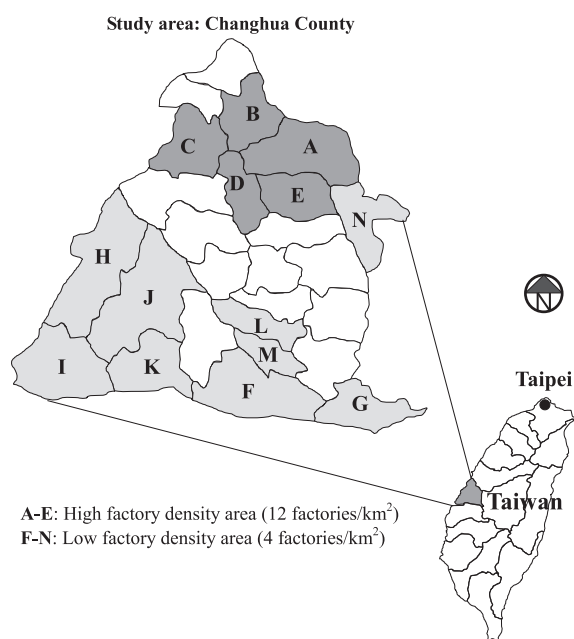 Study area: Changhua County
B
C
A
D
E
N
H
J
L
M
I
K
F
G
N
Taipei
Taiwan
A-E: High factory density area (12 factories/km²)
F-N: Low factory density area (4 factories/km²)